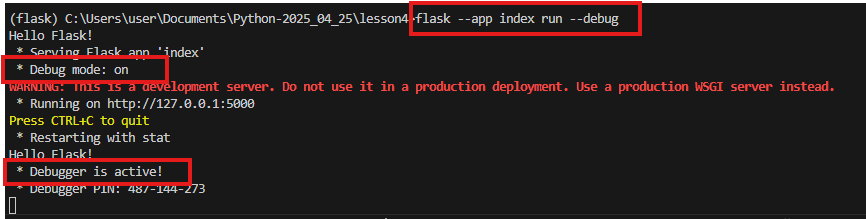 (flask) C:\Users\user\Documents\Python-2025_04_25\lesson4>flask --app index run --debug
Hello Flask!
 * Serving Flask app 'index'
 * Debug mode: on
WARNING: This is a development server. Do not use it in a production deployment. Use a production WSGI server instead.
 * Running on http://127.0.0.1:5000
Press CTRL+C to quit
 * Restarting with stat
Hello Flask!
 * Debugger is active!
 * Debugger PIN: 487-144-273